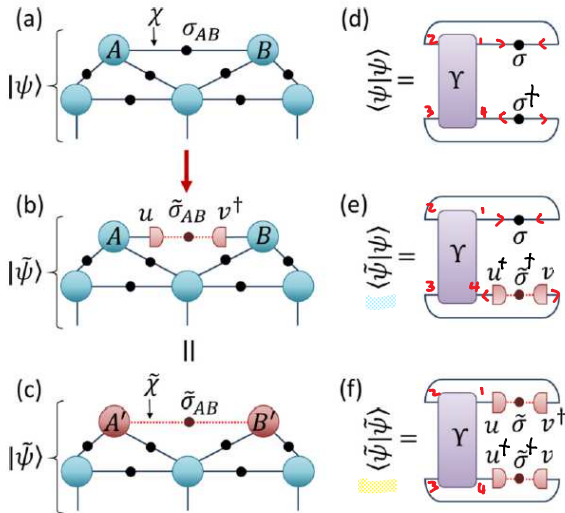 (a)
χ
σ_AB
A
B
|ψ⟩
(b)
u
σ̃_AB
v†
A
B
|ψ̃⟩
=
(c)
χ̃
σ̃_AB
A′
B′
|ψ̃⟩
(d)
⟨ψ|ψ⟩ =
2
1
σ
ϒ
σ†
3
4
(e)
⟨ψ̃|ψ⟩ =
2
1
σ
ϒ
u† σ̃† v
3
4
(f)
⟨ψ̃|ψ̃⟩ =
2
1
ϒ
u σ̃ v†
u† σ̃† v
3
4